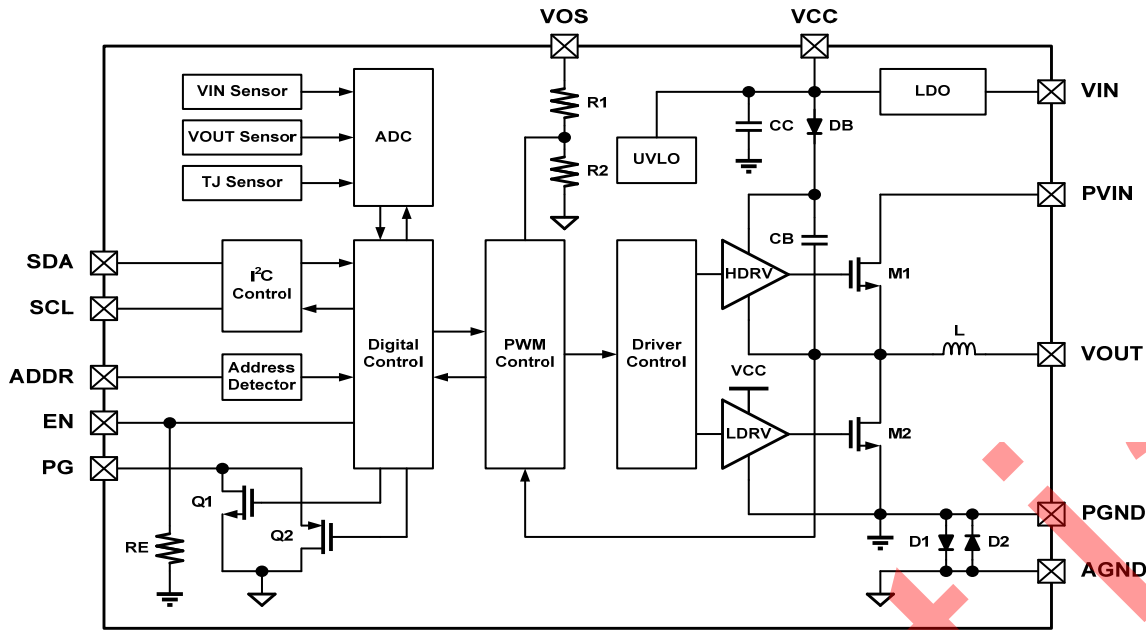 VOS
VCC
VIN Sensor
VOUT Sensor
TJ Sensor
ADC
R1
R2
UVLO
CC
DB
LDO
VIN
PVIN
CB
SDA
SCL
I²C
Control
Digital
Control
PWM
Control
Driver
Control
HDRV
M1
L
VOUT
ADDR
Address
Detector
EN
PG
VCC
LDRV
M2
Q1
Q2
RE
D1
D2
PGND
AGND